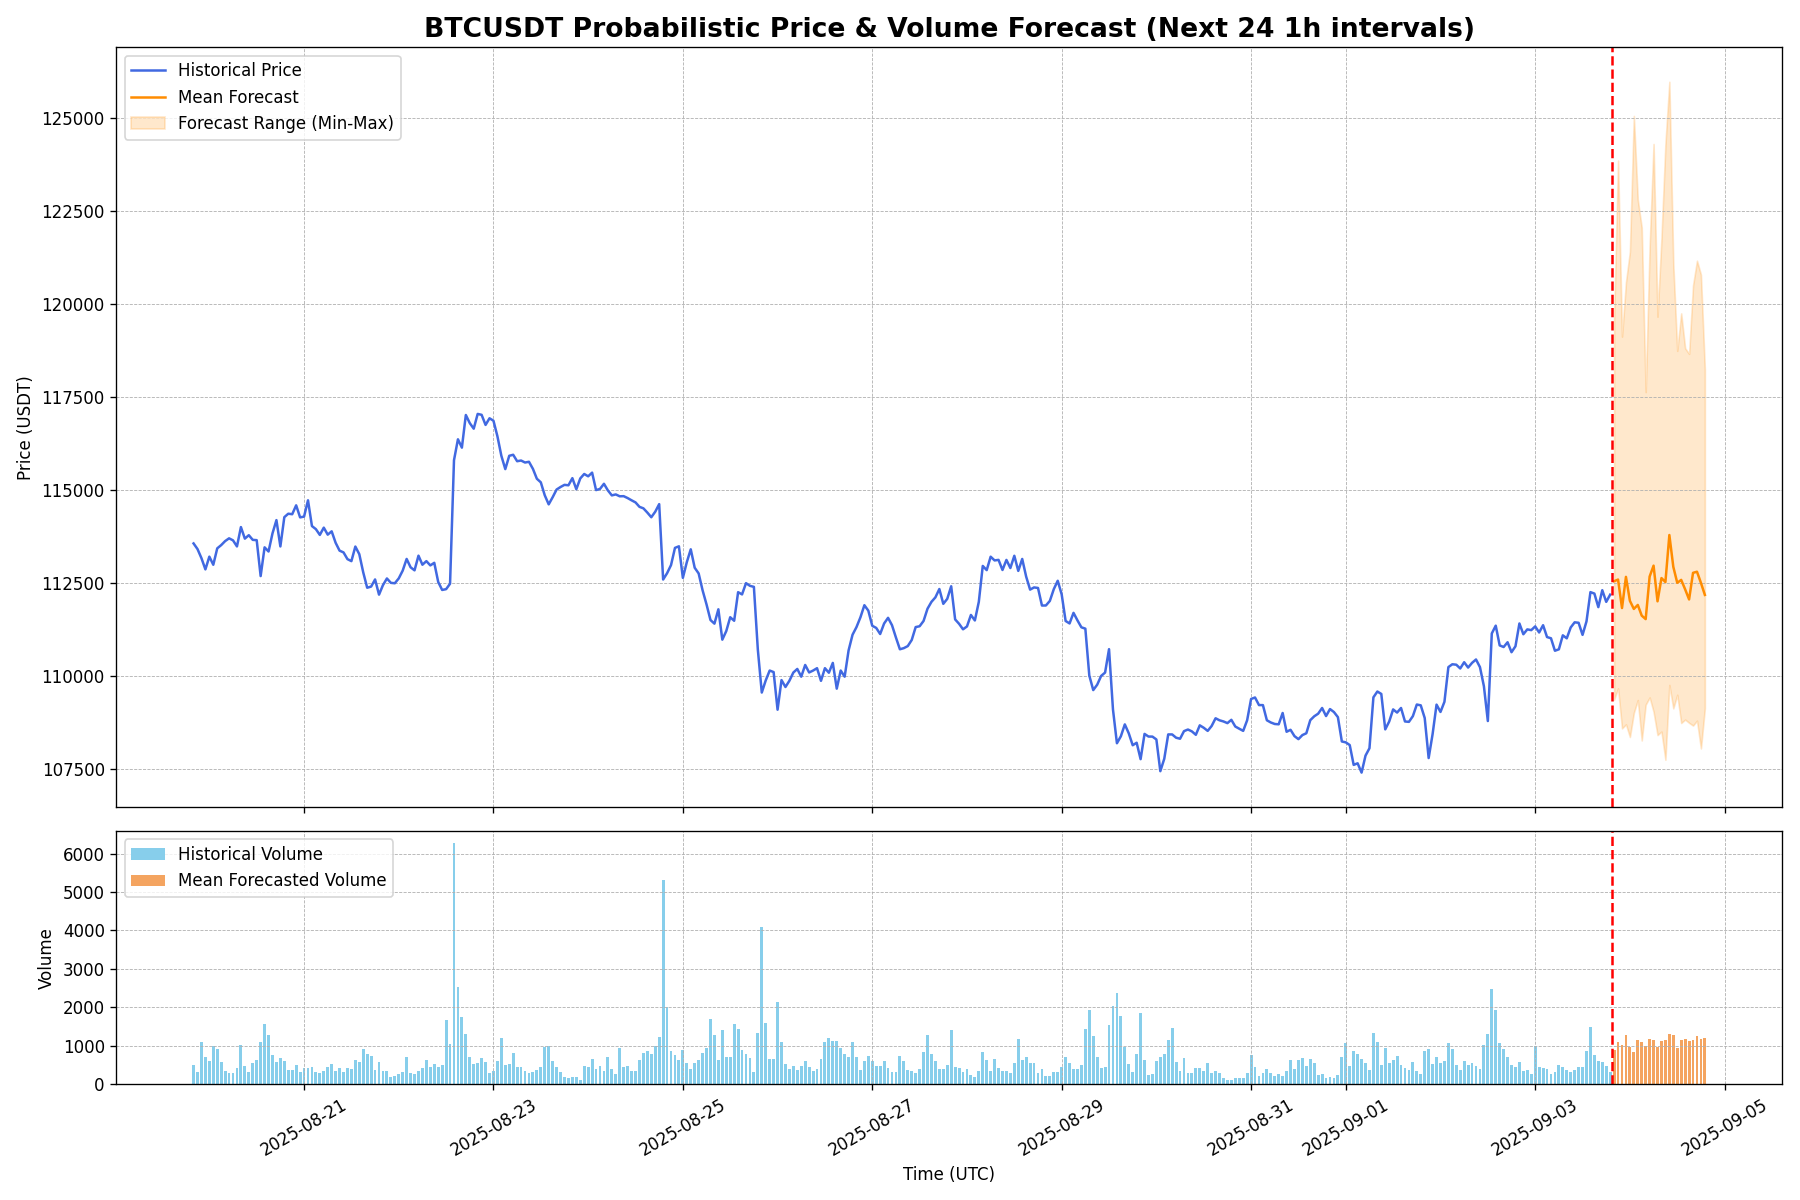 BTCUSDT Probabilistic Price & Volume Forecast (Next 24 1h intervals)
Historical Price
Mean Forecast
Forecast Range (Min-Max)
125000
122500
120000
117500
115000
112500
110000
107500
Price (USDT)
Historical Volume
Mean Forecasted Volume
6000
5000
4000
3000
2000
1000
0
Volume
2025-08-21
2025-08-23
2025-08-25
2025-08-27
2025-08-29
2025-08-31
2025-09-01
2025-09-03
2025-09-05
Time (UTC)